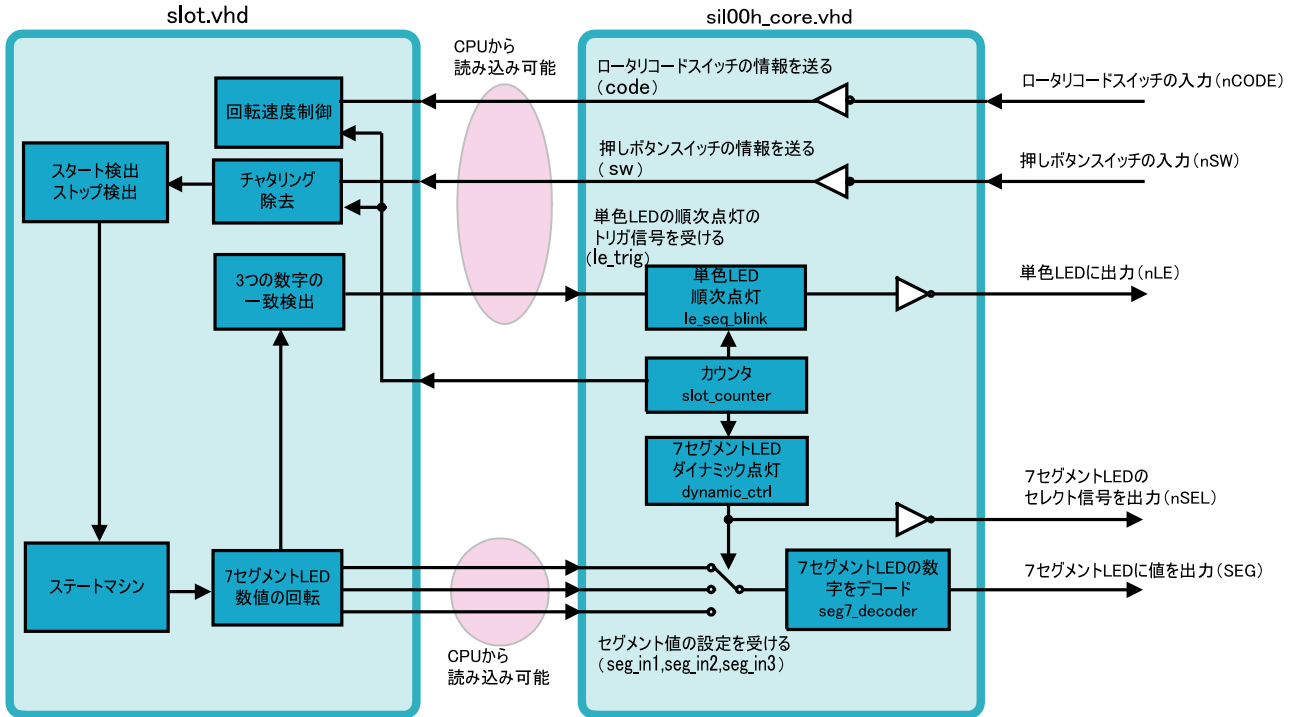 slot.vhd
sil00h_core.vhd
CPUから
読み込み可能
ロータリコードスイッチの情報を送る
(code)
ロータリコードスイッチの入力(nCODE)
回転速度制御
押しボタンスイッチの情報を送る
(sw)
押しボタンスイッチの入力(nSW)
スタート検出
ストップ検出
チャタリング
除去
単色LEDの順次点灯の
トリガ信号を受ける
(le_trig)
3つの数字の
一致検出
単色LED
順次点灯
le_seq_blink
単色LEDに出力(nLE)
カウンタ
slot_counter
7セグメントLED
ダイナミック点灯
dynamic_ctrl
7セグメントLEDの
セレクト信号を出力(nSEL)
ステートマシン
7セグメントLED
数値の回転
7セグメントLEDの数
字をデコード
seg7_decoder
7セグメントLEDに値を出力(SEG)
セグメント値の設定を受ける
(seg_in1,seg_in2,seg_in3)
CPUから
読み込み可能